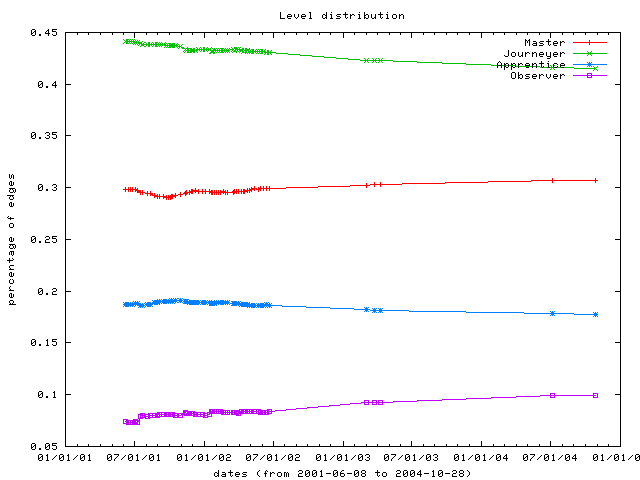 Level distribution
0.45
Master
Journeyer
Apprentice
Observer
0.4
0.35
0.3
0.25
0.2
0.15
0.1
0.05
percentage of edges
01/01/01 07/01/01 01/01/02 07/01/02 01/01/03 07/01/03 01/01/04 07/01/04 01/01/0
dates (from 2001-06-08 to 2004-10-28)